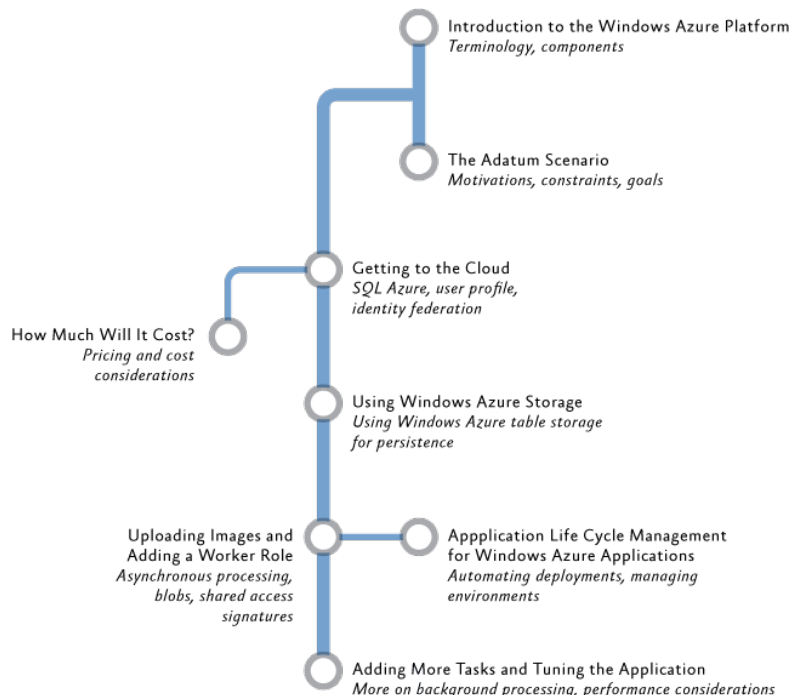 Introduction to the Windows Azure Platform
Terminology, components
The Adatum Scenario
Motivations, constraints, goals
Getting to the Cloud
SQL Azure, user profile,
identity federation
How Much Will It Cost?
Pricing and cost
considerations
Using Windows Azure Storage
Using Windows Azure table storage
for persistence
Uploading Images and
Adding a Worker Role
Asynchronous processing,
blobs, shared access
signatures
Appplication Life Cycle Management
for Windows Azure Applications
Automating deployments, managing
environments
Adding More Tasks and Tuning the Application
More on background processing, performance considerations